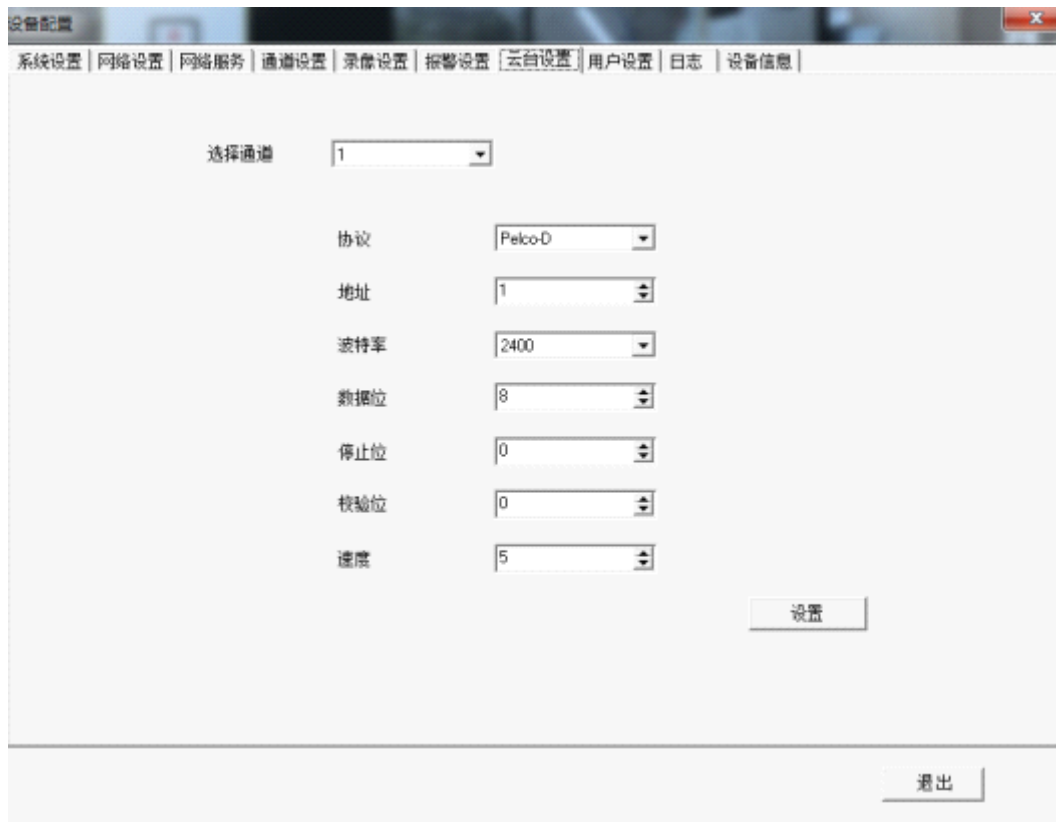 设备配置
系统设置 网络设置 网络服务 通道设置 录像设置 报警设置 云台设置 用户设置 日志 设备信息
选择通道 1
协议 Pelco-D
地址 1
波特率 2400
数据位 8
停止位 0
校验位 0
速度 5
设置
退出